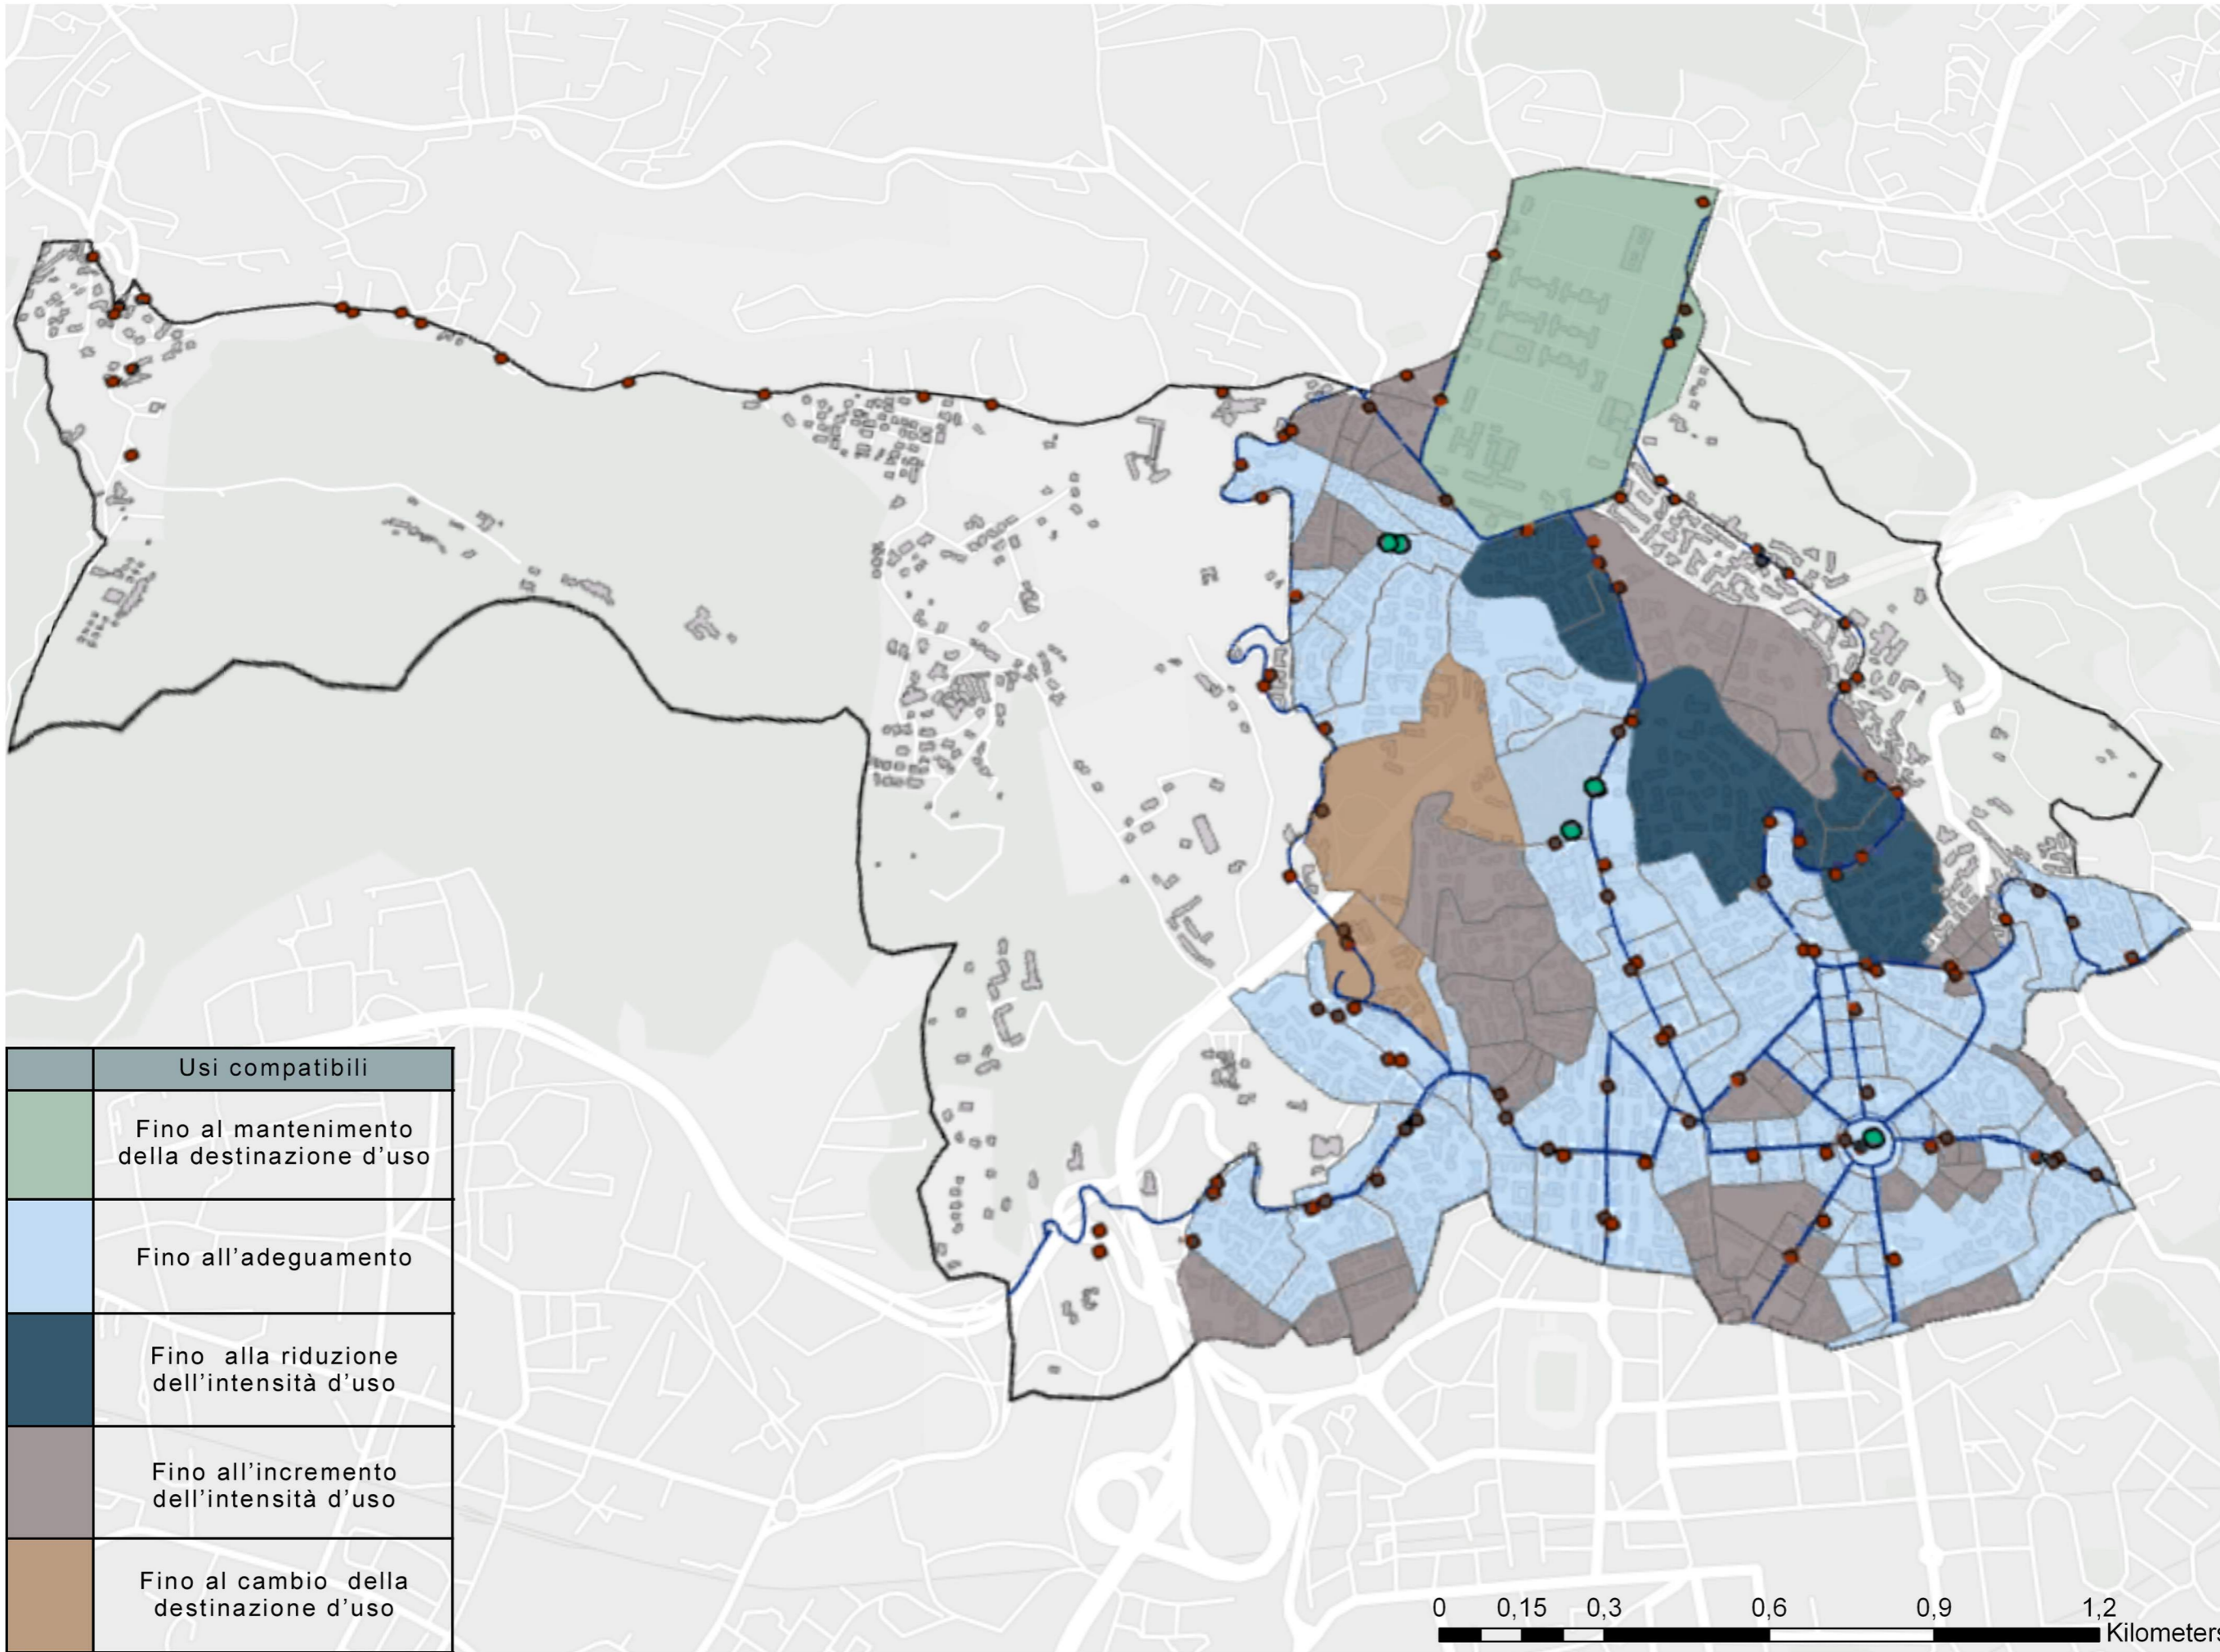 Usi compatibili
Fino al mantenimento
della destinazione d'uso
Fino all'adeguamento
Fino alla riduzione
dell'intensità d'uso
Fino all'incremento
dell'intensità d'uso
Fino al cambio della
destinazione d'uso
0 0,15 0,3 0,6 0,9 1,2
Kilometers